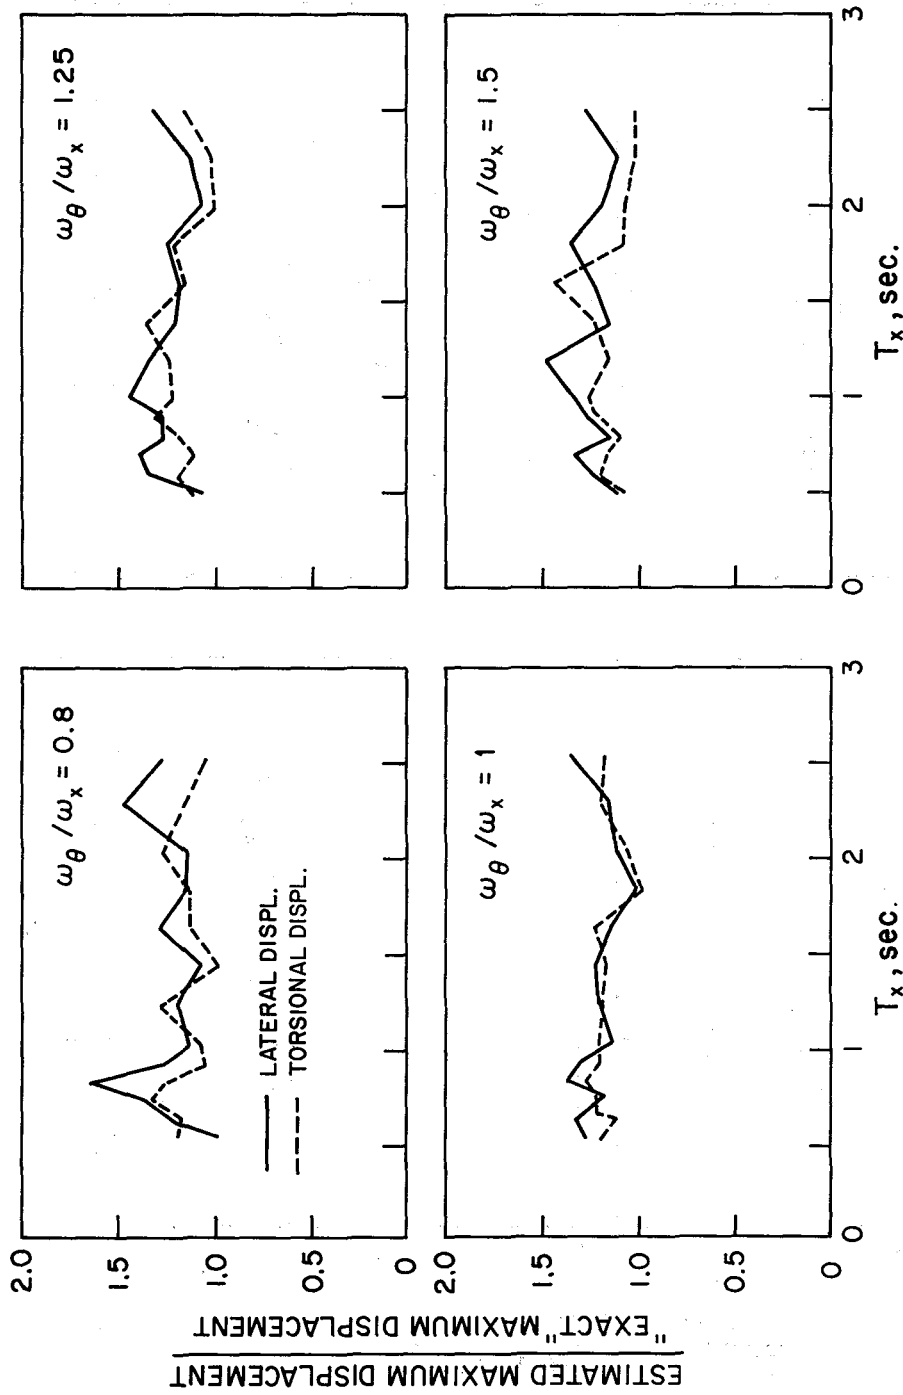 ESTIMATED MAXIMUM DISPLACEMENT
"EXACT" MAXIMUM DISPLACEMENT
2.0
1.5
1.0
0.5
0
ω_θ/ω_x = 0.8
LATERAL DISPL.
TORSIONAL DISPL.
ω_θ/ω_x = 1.25
2.0
1.5
1.0
0.5
0
ω_θ/ω_x = 1
0
1
2
3
T_x, sec.
ω_θ/ω_x = 1.5
0
1
2
3
T_x, sec.